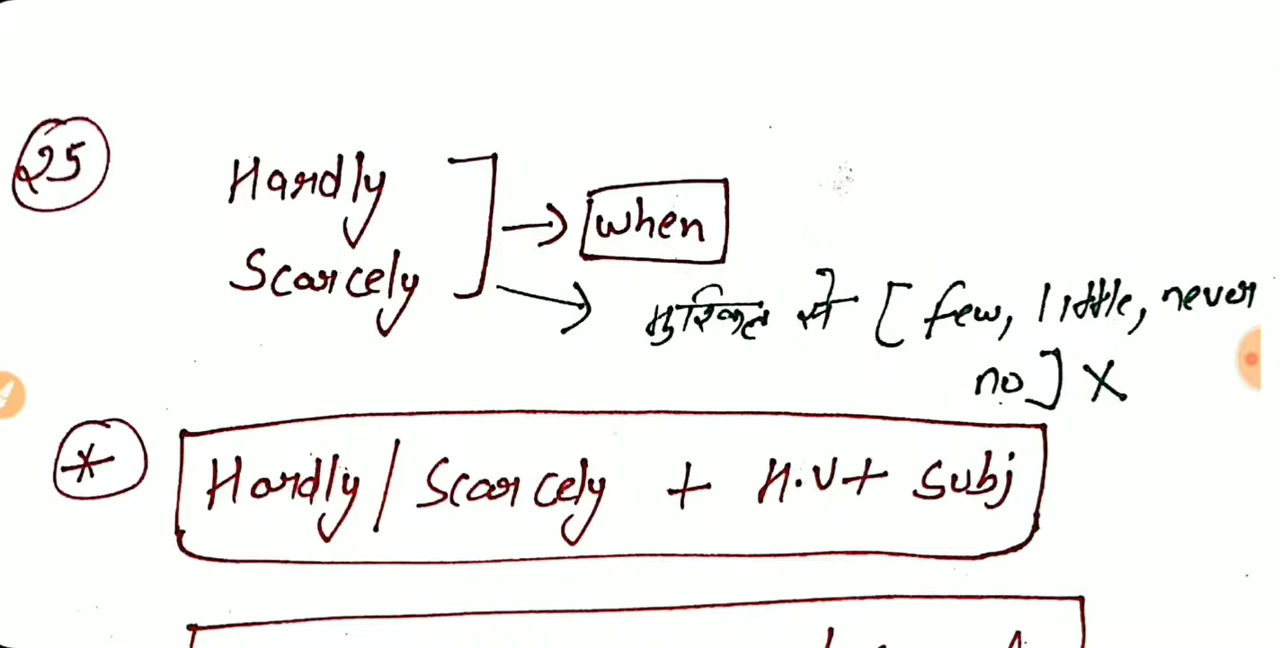 25
Hardly
Scarcely
→ when
→ मुश्किल से [few, little, never
no] X
* Hardly / Scarcely + H.V + Subj